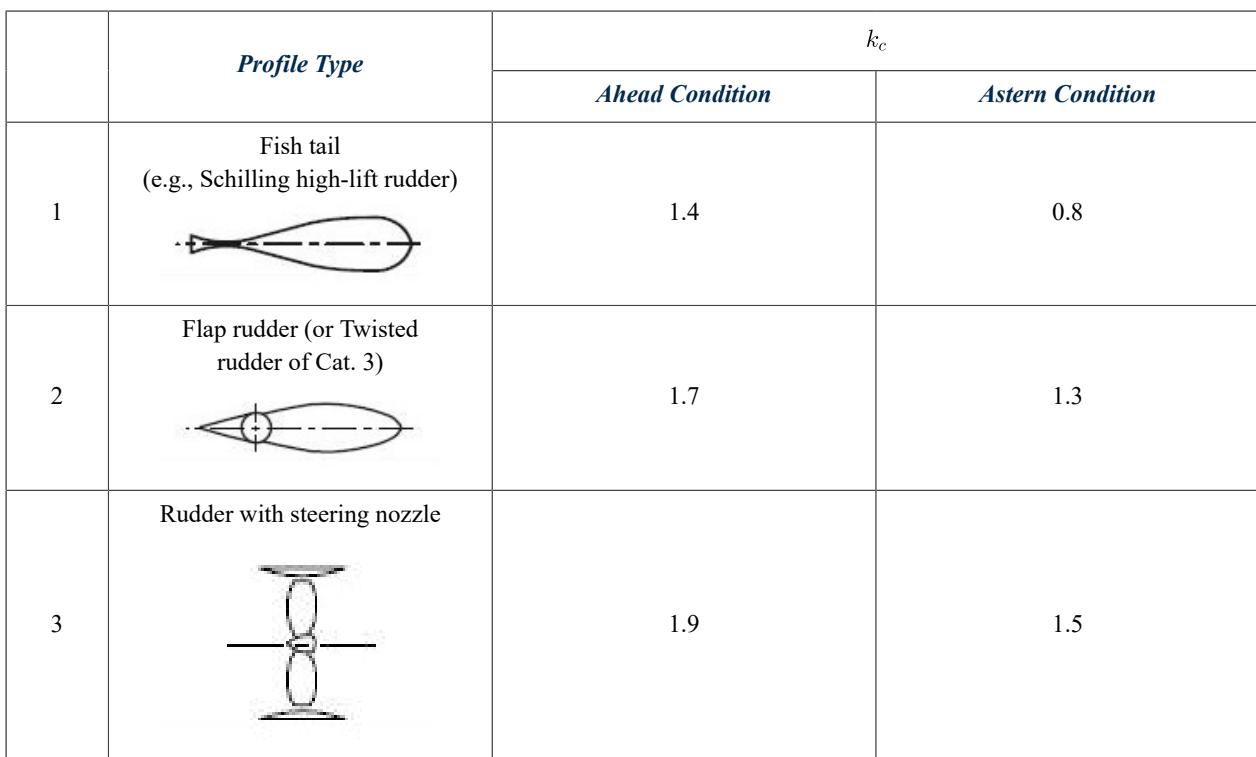 Profile Type
k_c
Ahead Condition
Astern Condition
1
Fish tail
(e.g., Schilling high-lift rudder)
1.4
0.8
2
Flap rudder (or Twisted
rudder of Cat. 3)
1.7
1.3
3
Rudder with steering nozzle
1.9
1.5